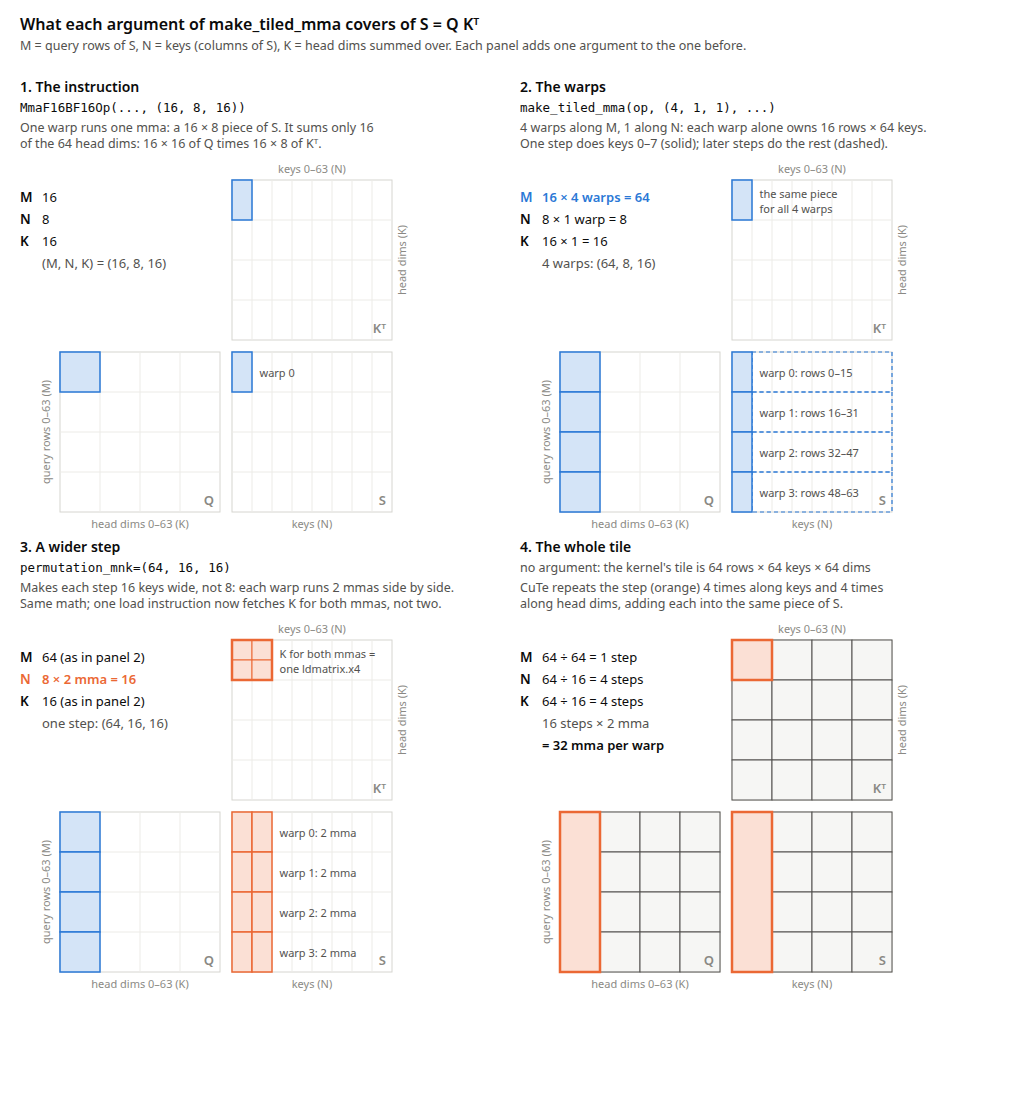 What each argument of make_tiled_mma covers of S = Q Kᵀ
M = query rows of S, N = keys (columns of S), K = head dims summed over. Each panel adds one argument to the one before.
1. The instruction
MmaF16BF16Op(..., (16, 8, 16))
One warp runs one mma: a 16 × 8 piece of S. It sums only 16
of the 64 head dims: 16 × 16 of Q times 16 × 8 of Kᵀ.
keys 0–63 (N)
M 16
N 8
K 16
(M, N, K) = (16, 8, 16)
head dims (K)
Kᵀ
query rows 0–63 (M)
warp 0
Q
S
head dims 0–63 (K)
keys (N)
2. The warps
make_tiled_mma(op, (4, 1, 1), ...)
4 warps along M, 1 along N: each warp alone owns 16 rows × 64 keys.
One step does keys 0–7 (solid); later steps do the rest (dashed).
keys 0–63 (N)
M 16 × 4 warps = 64
N 8 × 1 warp = 8
K 16 × 1 = 16
4 warps: (64, 8, 16)
the same piece
for all 4 warps
head dims (K)
Kᵀ
query rows 0–63 (M)
warp 0: rows 0–15
warp 1: rows 16–31
warp 2: rows 32–47
warp 3: rows 48–63
Q
S
head dims 0–63 (K)
keys (N)
3. A wider step
permutation_mnk=(64, 16, 16)
Makes each step 16 keys wide, not 8: each warp runs 2 mmas side by side.
Same math; one load instruction now fetches K for both mmas, not two.
keys 0–63 (N)
M 64 (as in panel 2)
N 8 × 2 mma = 16
K 16 (as in panel 2)
one step: (64, 16, 16)
K for both mmas =
one ldmatrix.x4
head dims (K)
Kᵀ
query rows 0–63 (M)
warp 0: 2 mma
warp 1: 2 mma
warp 2: 2 mma
warp 3: 2 mma
Q
S
head dims 0–63 (K)
keys (N)
4. The whole tile
no argument: the kernel's tile is 64 rows × 64 keys × 64 dims
CuTe repeats the step (orange) 4 times along keys and 4 times
along head dims, adding each into the same piece of S.
keys 0–63 (N)
M 64 ÷ 64 = 1 step
N 64 ÷ 16 = 4 steps
K 64 ÷ 16 = 4 steps
16 steps × 2 mma
= 32 mma per warp
head dims (K)
Kᵀ
query rows 0–63 (M)
Q
S
head dims 0–63 (K)
keys (N)